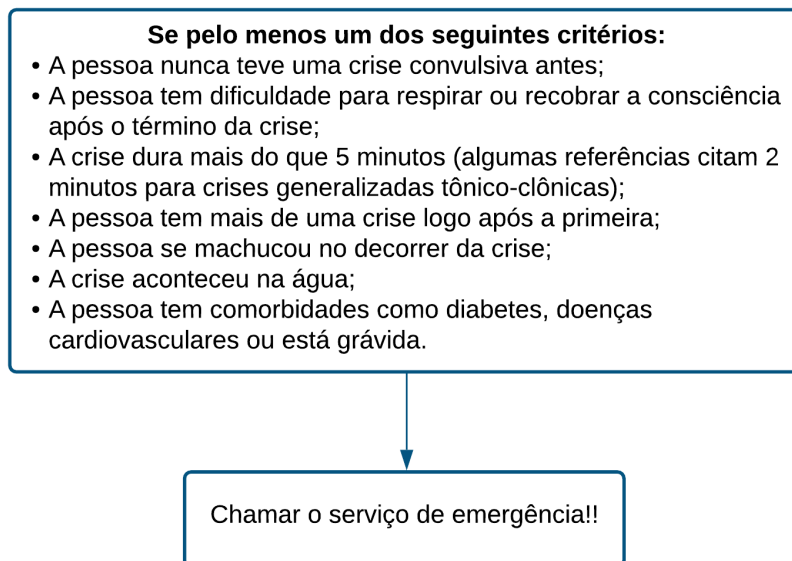 Se pelo menos um dos seguintes critérios:
• A pessoa nunca teve uma crise convulsiva antes;
• A pessoa tem dificuldade para respirar ou recobrar a consciência
após o término da crise;
• A crise dura mais do que 5 minutos (algumas referências citam 2
minutos para crises generalizadas tônico-clônicas);
• A pessoa tem mais de uma crise logo após a primeira;
• A pessoa se machucou no decorrer da crise;
• A crise aconteceu na água;
• A pessoa tem comorbidades como diabetes, doenças
cardiovasculares ou está grávida.
Chamar o serviço de emergência!!